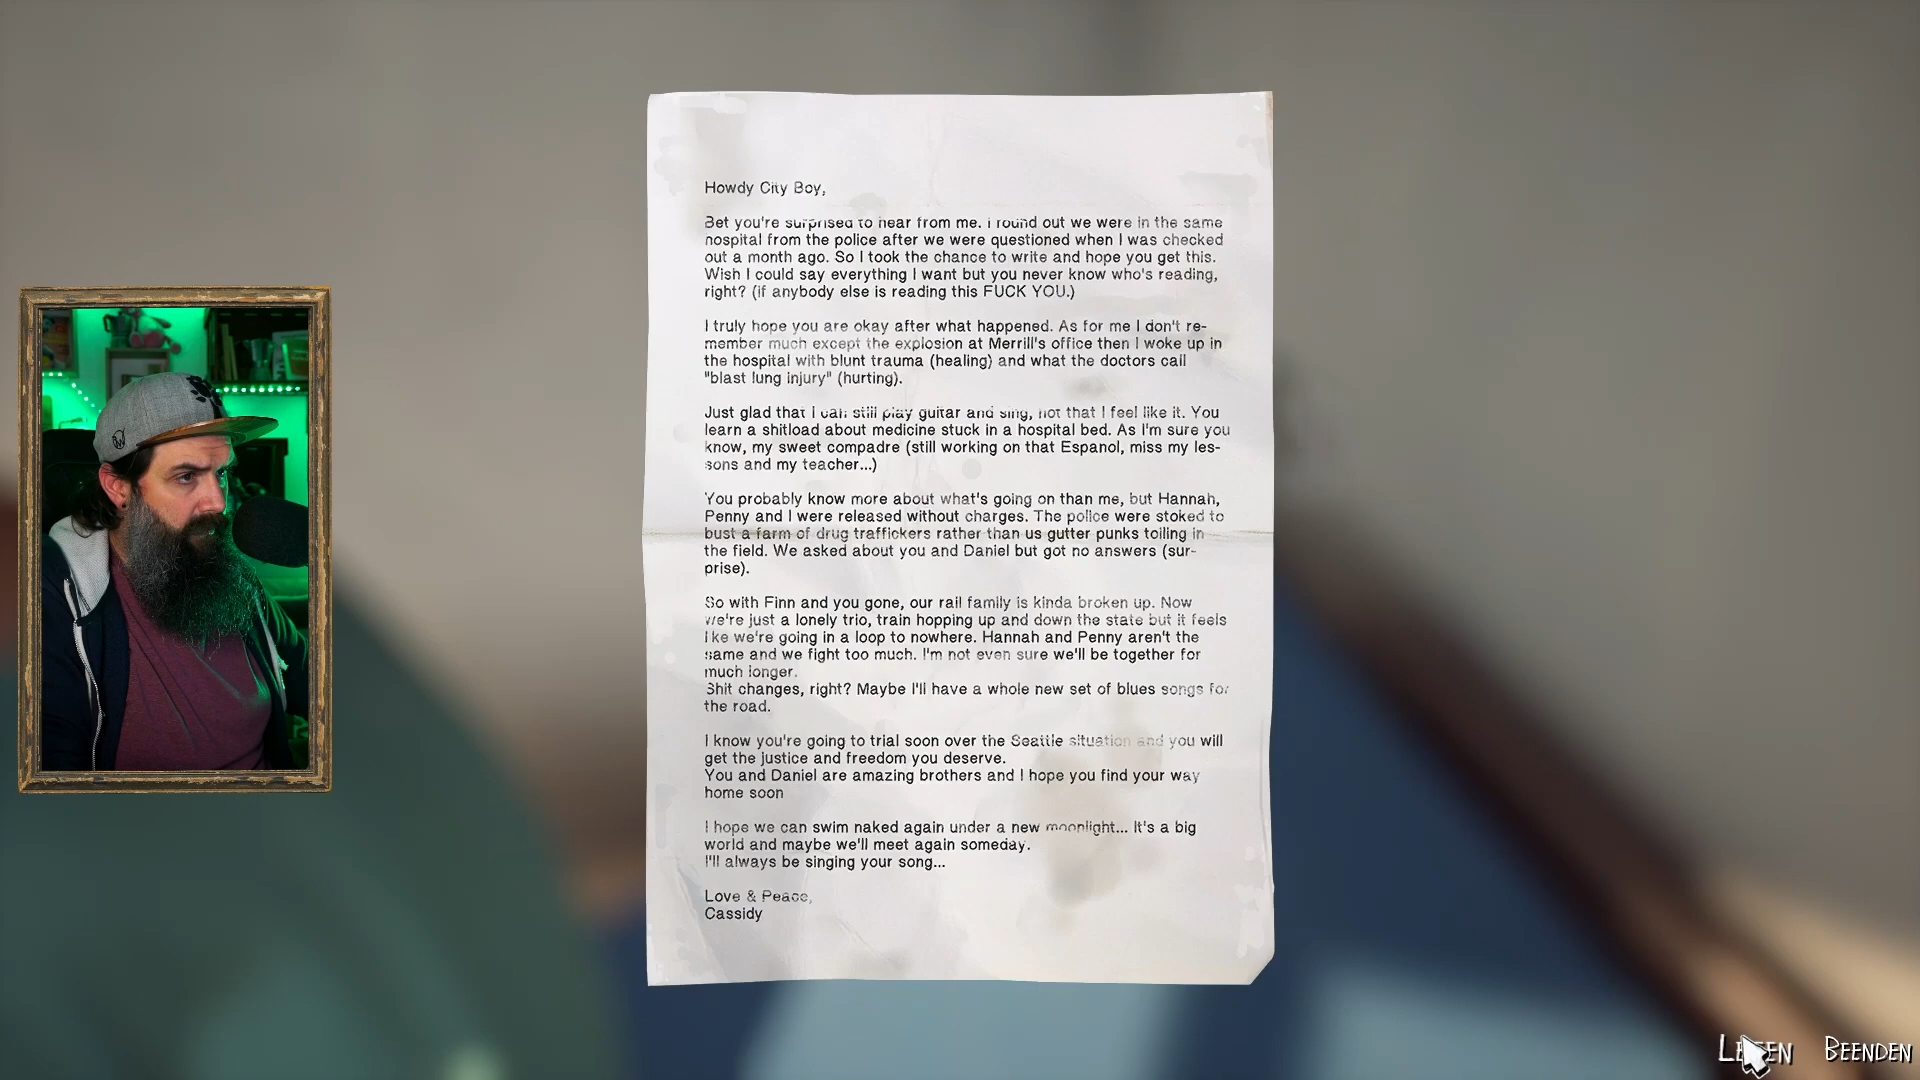 Howdy City Boy,
Bet you're surprised to hear from me. I found out we were in the same
hospital from the police after we were questioned when I was checked
out a month ago. So I took the chance to write and hope you get this.
Wish I could say everything I want but you never know who's reading,
right? (if anybody else is reading this FUCK YOU.)
I truly hope you are okay after what happened. As for me I don't re-
member much except the explosion at Merrill's office then I woke up in
the hospital with blunt trauma (healing) and what the doctors call
"blast lung injury" (hurting).
Just glad that I can still play guitar and sing, not that I feel like it. You
learn a shitload about medicine stuck in a hospital bed. As I'm sure you
know, my sweet compadre (still working on that Espanol, miss my les-
sons and my teacher...)
You probably know more about what's going on than me, but Hannah,
Penny and I were released without charges. The police were stoked to
bust a farm of drug traffickers rather than us gutter punks toiling in
the field. We asked about you and Daniel but got no answers (sur-
prise).
So with Finn and you gone, our rail family is kinda broken up. Now
we're just a lonely trio, train hopping up and down the state but it feels
like we're going in a loop to nowhere. Hannah and Penny aren't the
same and we fight too much. I'm not even sure we'll be together for
much longer.
Shit changes, right? Maybe I'll have a whole new set of blues songs for
the road.
I know you're going to trial soon over the Seattle situation and you will
get the justice and freedom you deserve.
You and Daniel are amazing brothers and I hope you find your way
home soon
I hope we can swim naked again under a new moonlight... It's a big
world and maybe we'll meet again someday.
I'll always be singing your song...
Love & Peace,
Cassidy
Beenden